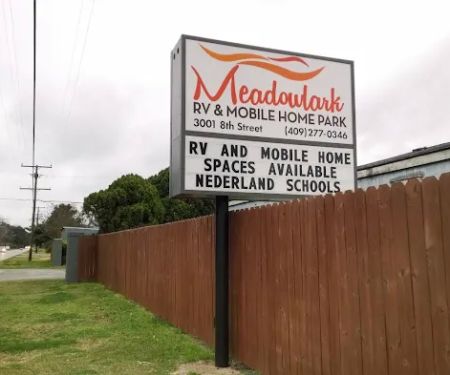 Meadowlark
RV & MOBILE HOME PARK
3001 8th Street (409)277-0346
RV AND MOBILE HOME
SPACES AVAILABLE
NEDERLAND SCHOOLS